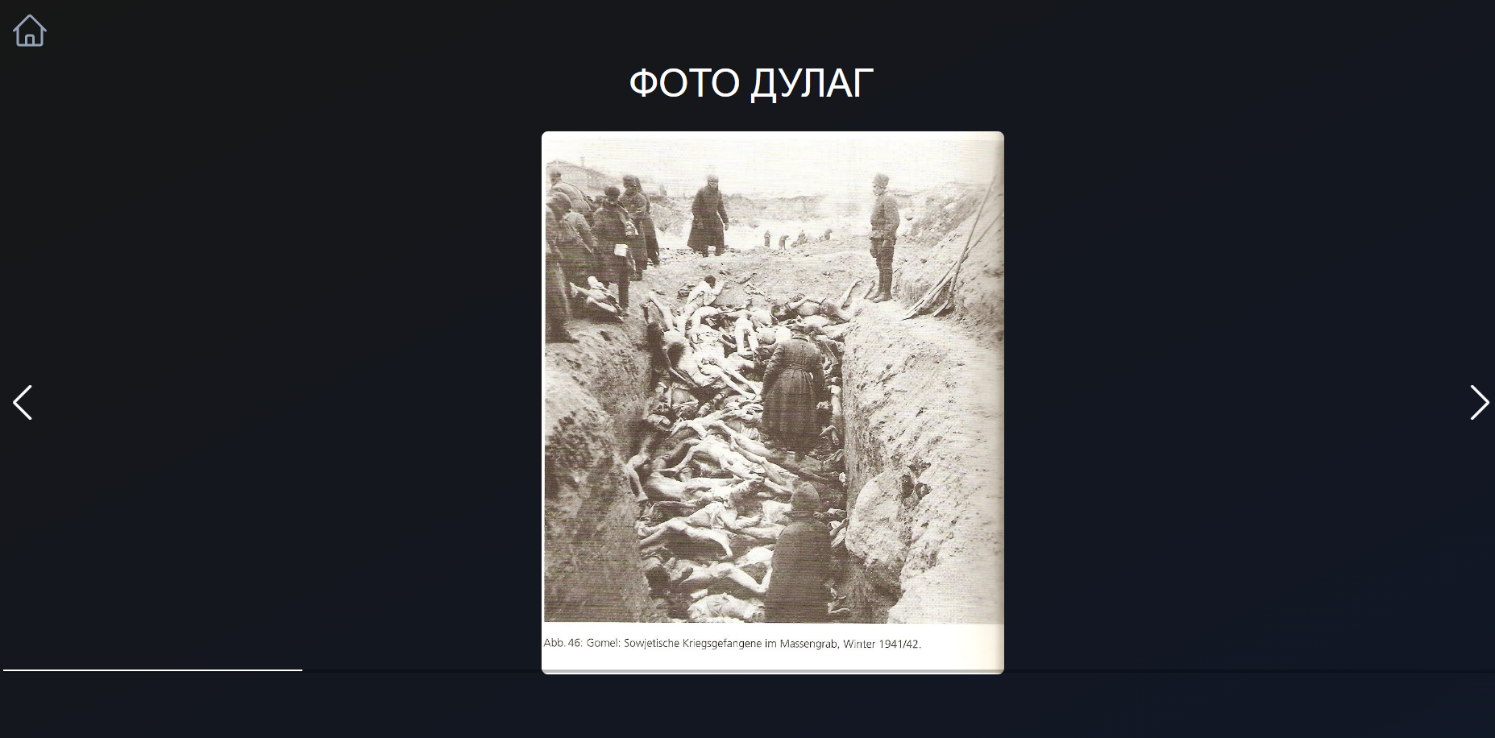 ФОТО ДУЛАГ
Abb. 46: Gomel: Sowjetische Kriegsgefangene im Massengrab, Winter 1941/42.